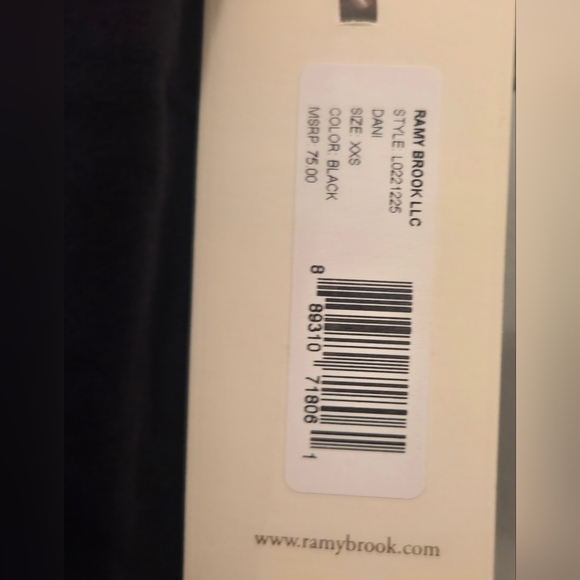 RAMY BROOK LLC
STYLE: L0221225
DANI
SIZE: XXS
COLOR: BLACK
MSRP: 75.00
8 89310 71806 1
www.ramybrook.com